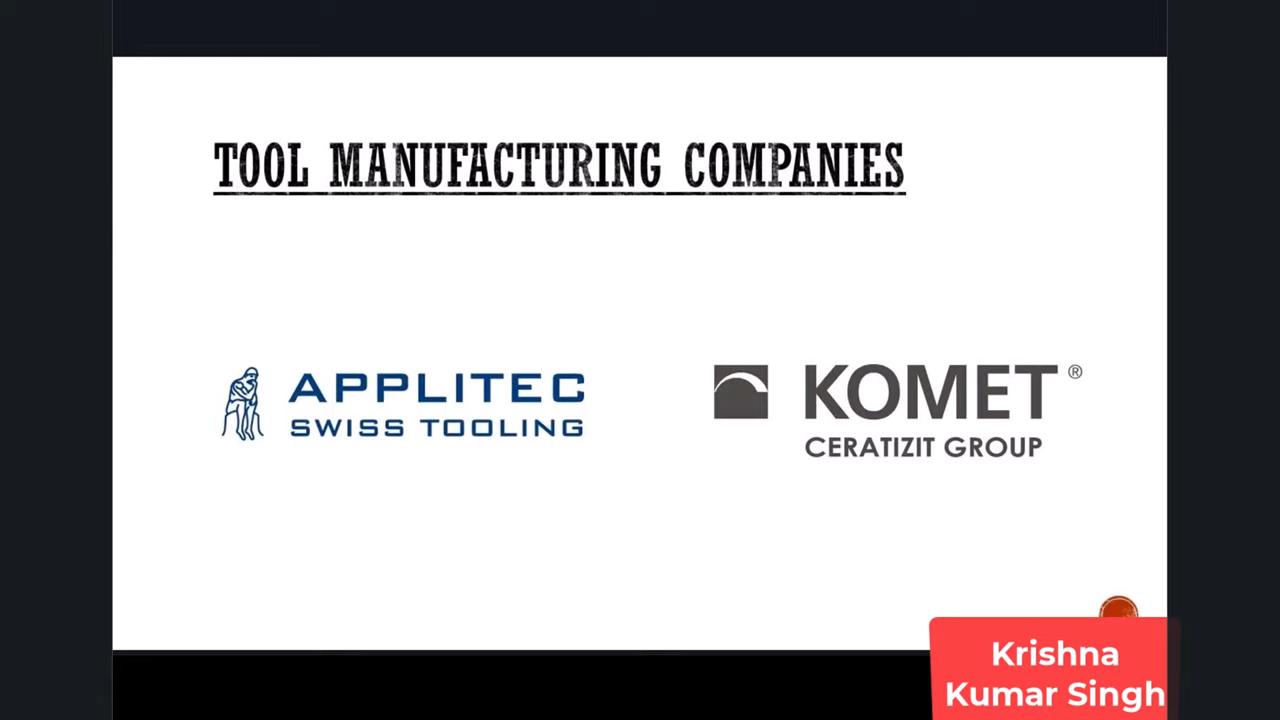 TOOL MANUFACTURING COMPANIES
APPLITEC
SWISS TOOLING
KOMET ®
CERATIZIT GROUP
Krishna
Kumar Singh